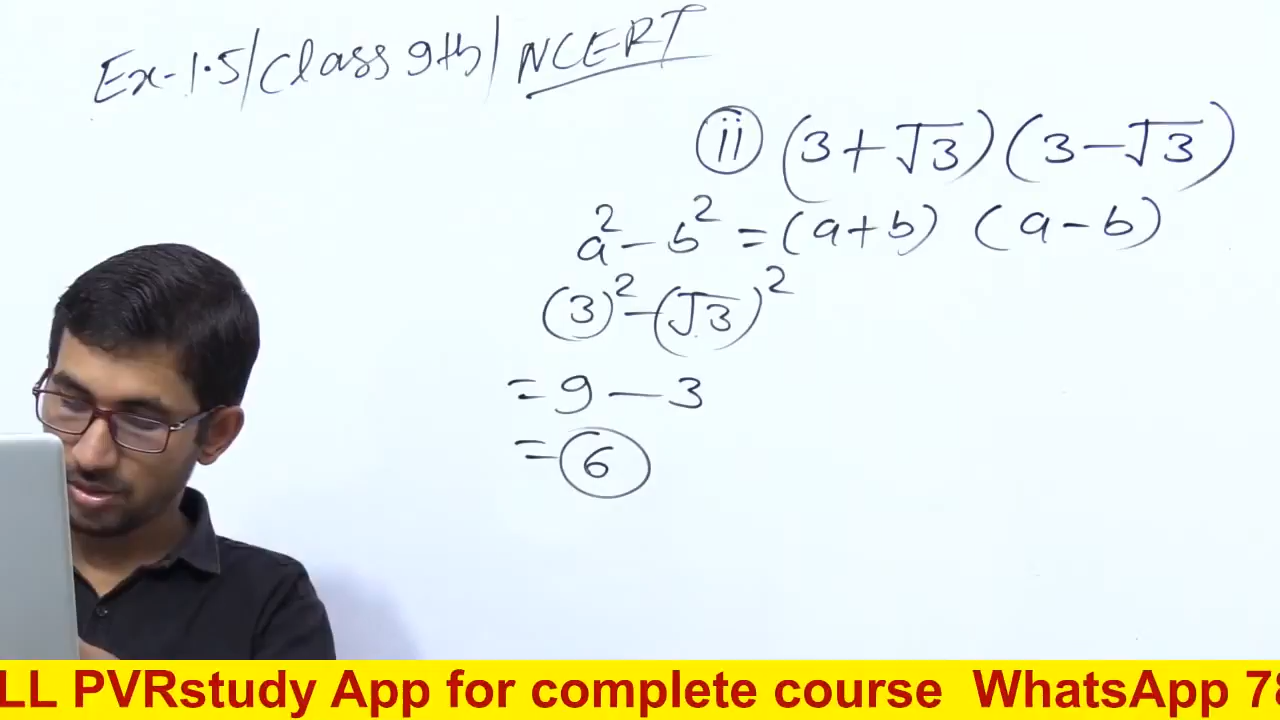 Ex-1.5/Class 9th/NCERT
(ii) (3+√3)(3-√3)
a²-b²=(a+b) (a-b)
(3)²-(√3)²
=9-3
=6
LL PVRstudy App for complete course WhatsApp 78